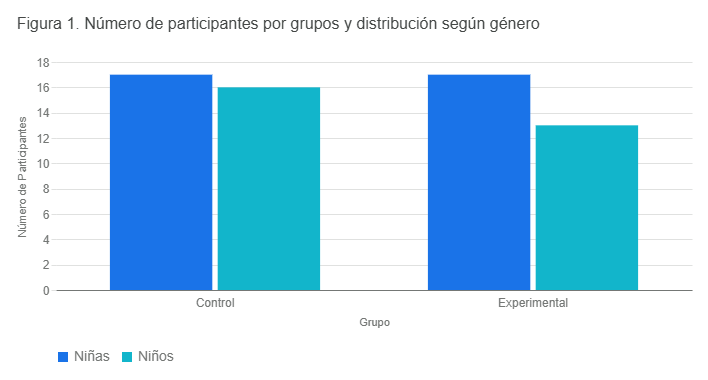 Figura 1. Número de participantes por grupos y distribución según género
18
16
14
12
10
8
6
4
2
0
Número de Participantes
Control
Experimental
Grupo
Niñas
Niños